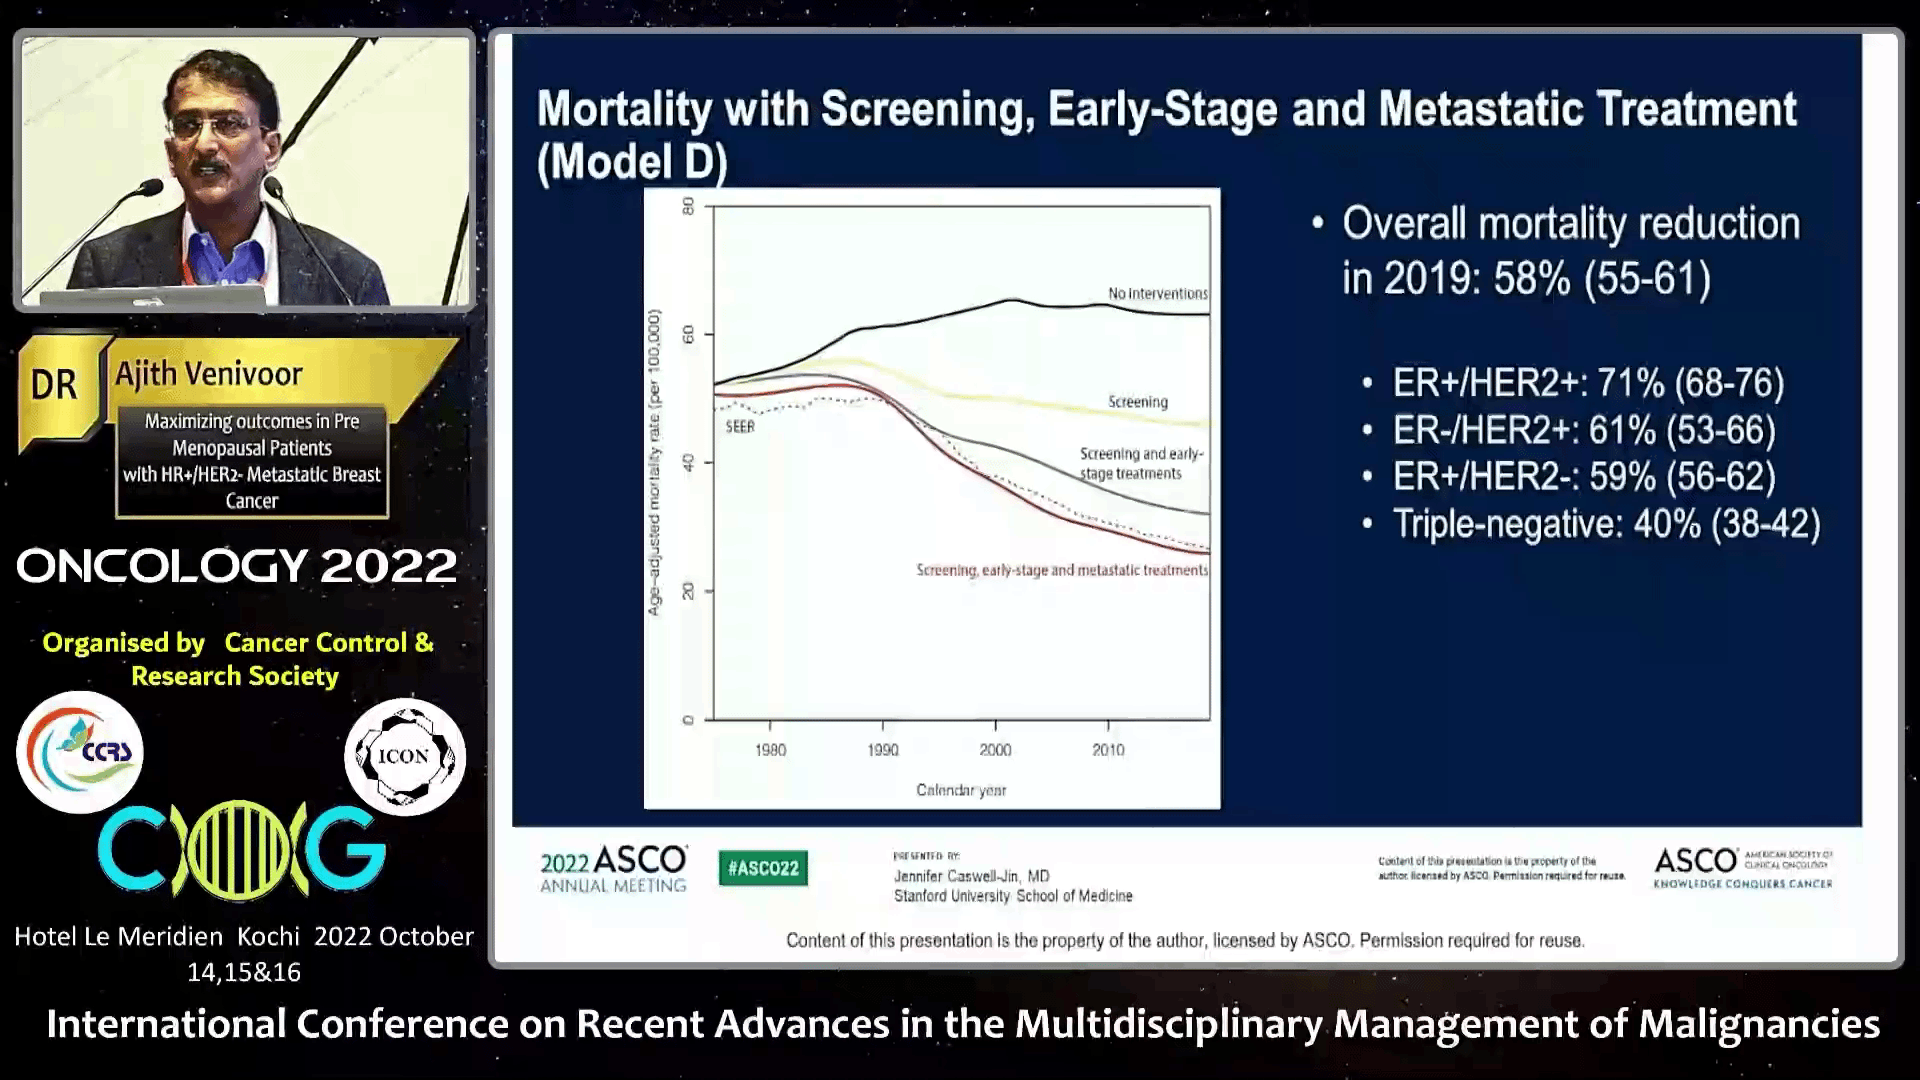 DR
Ajith Venivoor
Maximizing outcomes in Pre
Menopausal Patients
with HR+/HER2- Metastatic Breast
Cancer
ONCOLOGY 2022
Organised by Cancer Control &
Research Society
CCRS
ICON
Hotel Le Meridien Kochi 2022 October
14,15&16
Mortality with Screening, Early-Stage and Metastatic Treatment
(Model D)
Age-adjusted mortality rate (per 100,000)
80
60
40
20
0
No interventions
Screening
SEER
Screening and early-
stage treatments
Screening, early-stage and metastatic treatments
1980 1990 2000 2010
Calendar year
• Overall mortality reduction
in 2019: 58% (55-61)
• ER+/HER2+: 71% (68-76)
• ER-/HER2+: 61% (53-66)
• ER+/HER2-: 59% (56-62)
• Triple-negative: 40% (38-42)
2022 ASCO
ANNUAL MEETING
#ASCO22
PRESENTED BY:
Jennifer Caswell-Jin, MD
Stanford University School of Medicine
Content of this presentation is the property of the
author, licensed by ASCO. Permission required for reuse.
ASCO AMERICAN SOCIETY OF
CLINICAL ONCOLOGY
KNOWLEDGE CONQUERS CANCER
Content of this presentation is the property of the author, licensed by ASCO. Permission required for reuse.
International Conference on Recent Advances in the Multidisciplinary Management of Malignancies